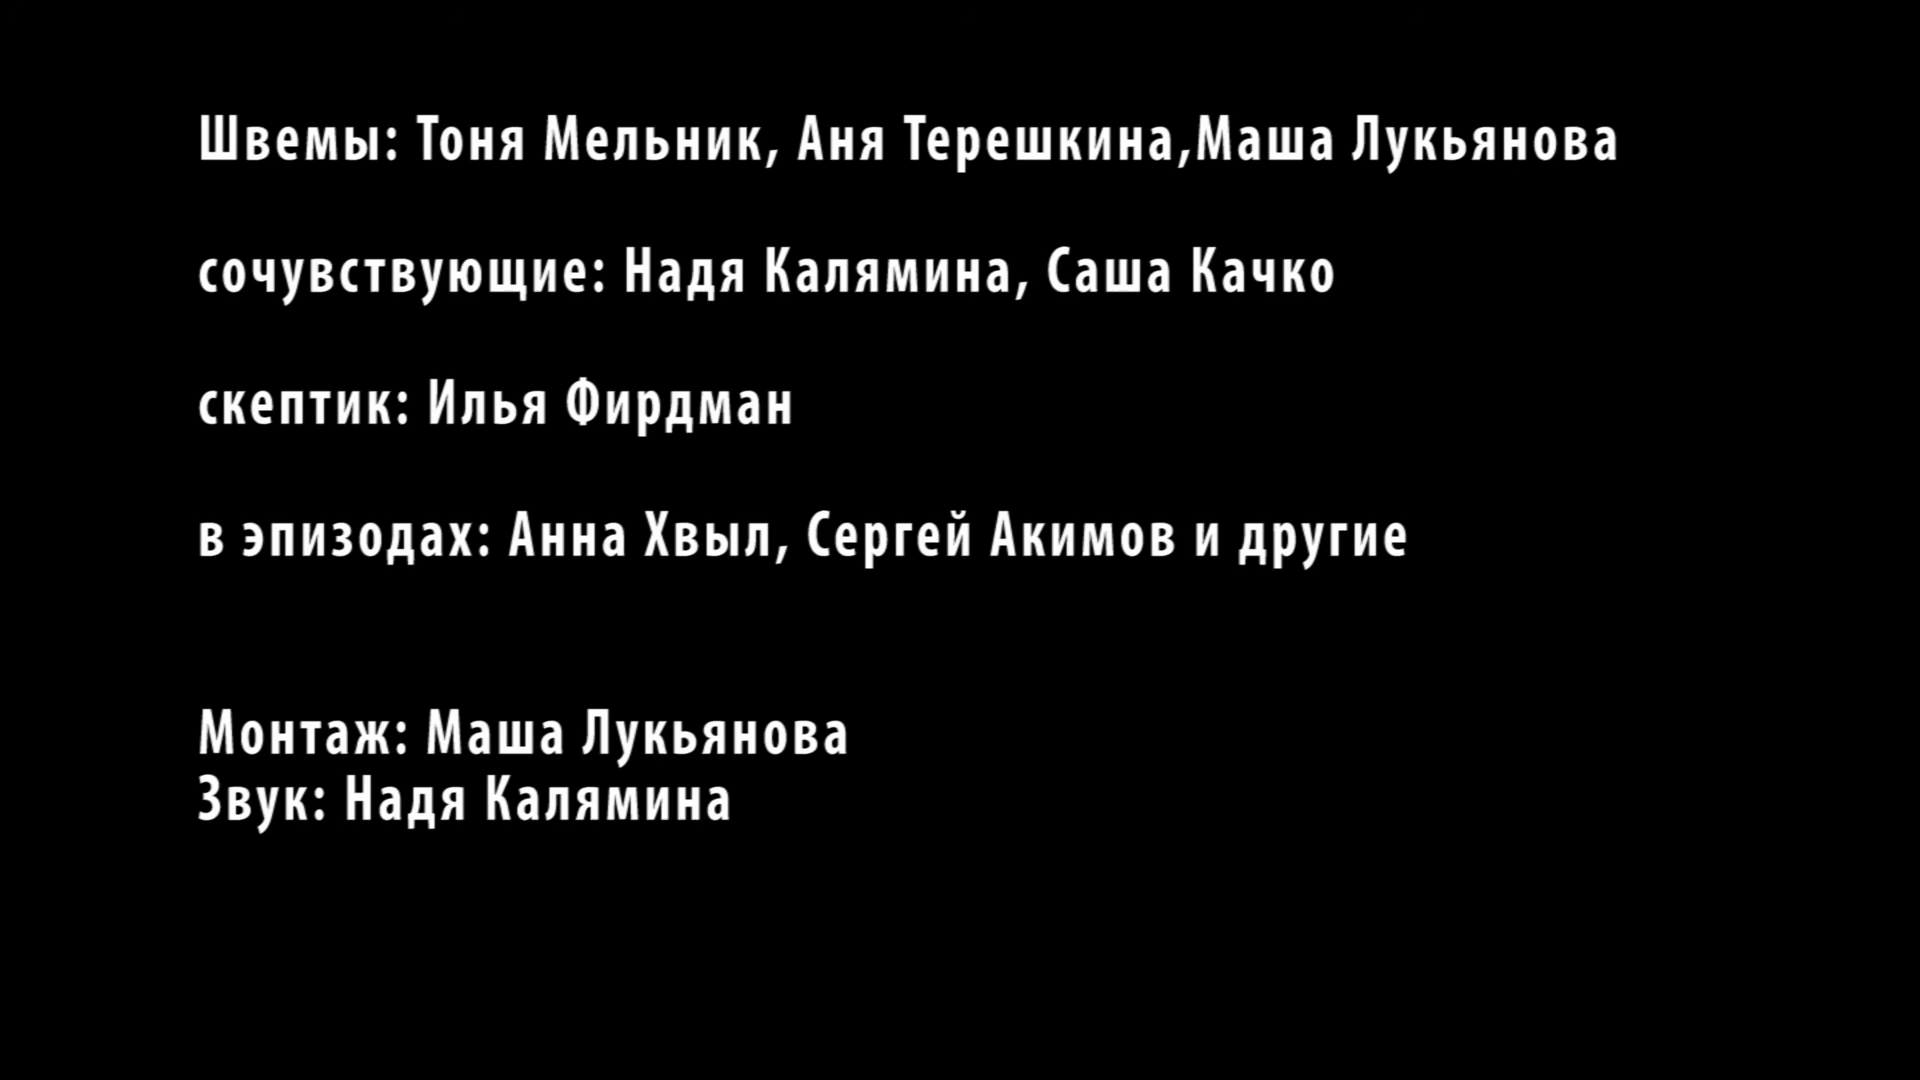 Швемы: Тоня Мельник, Аня Терешкина,Маша Лукьянова
сочувствующие: Надя Калямина, Саша Качко
скептик: Илья Фирдман
в эпизодах: Анна Хвыл, Сергей Акимов и другие
Монтаж: Маша Лукьянова
Звук: Надя Калямина